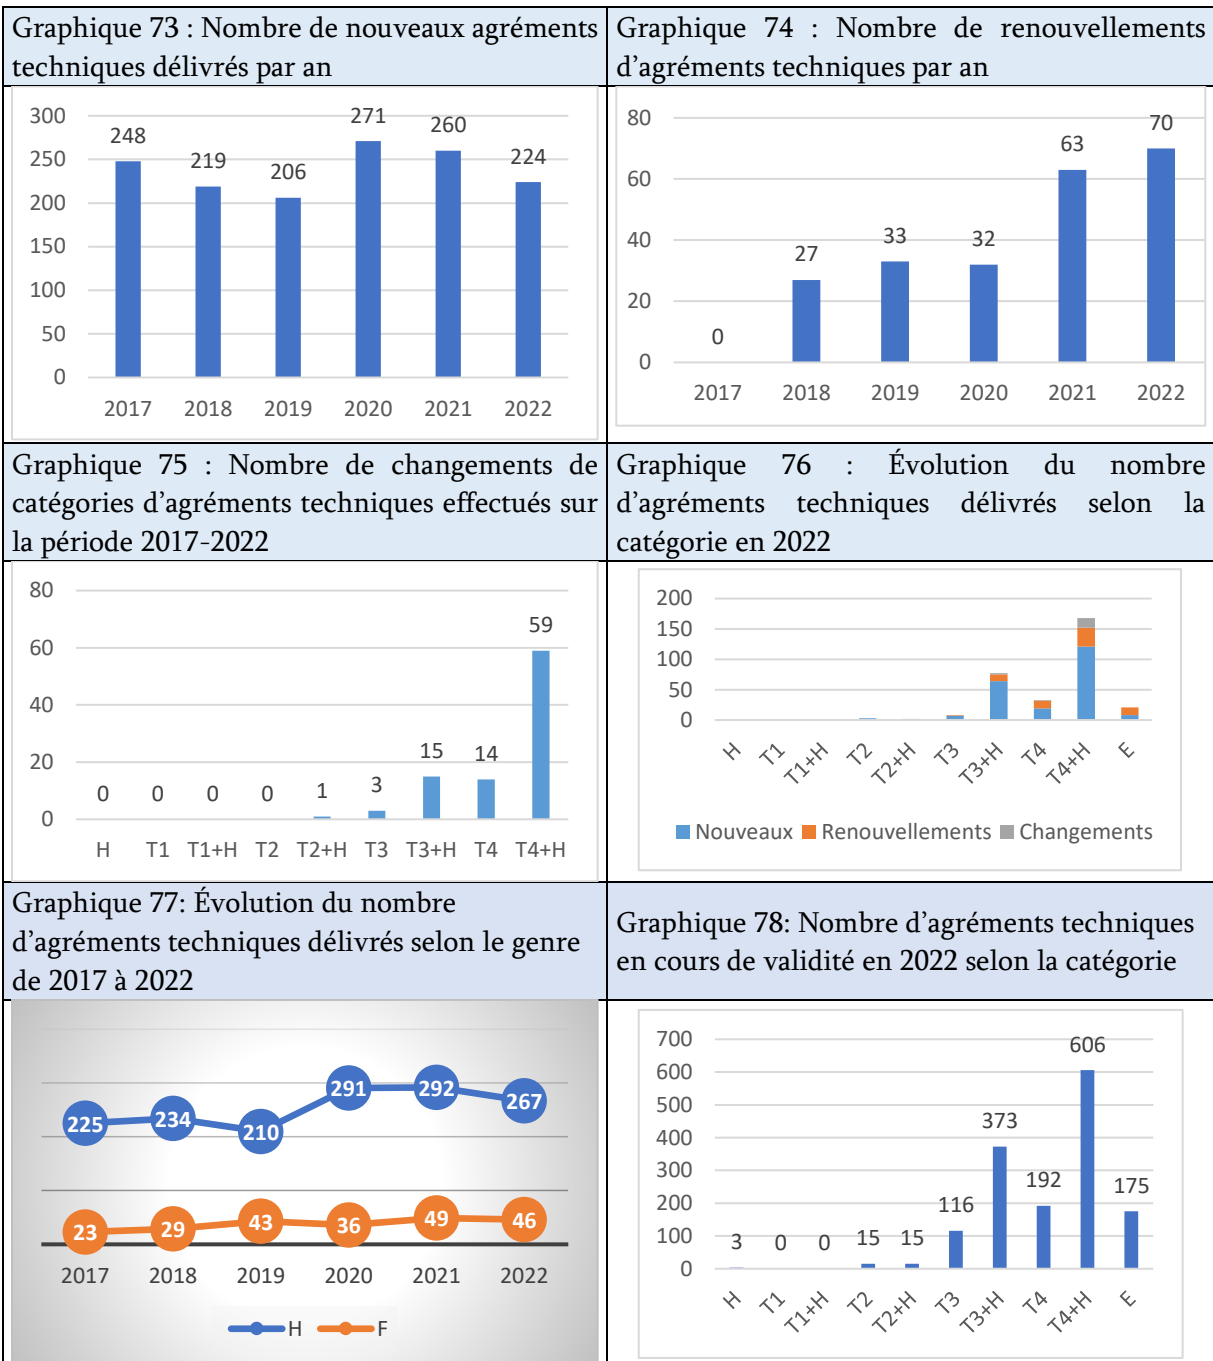 Graphique 73 : Nombre de nouveaux agréments
techniques délivrés par an
Graphique 74 : Nombre de renouvellements
d'agréments techniques par an
300
250
200
150
100
50
0
248
219
206
271
260
224
2017 2018 2019 2020 2021 2022
80
60
40
20
0
0
27
33
32
63
70
2017 2018 2019 2020 2021 2022
Graphique 75 : Nombre de changements de
catégories d'agréments techniques effectués sur
la période 2017-2022
Graphique 76 : Évolution du nombre
d'agréments techniques délivrés selon la
catégorie en 2022
80
60
40
20
0
0 0 0 0 1 3 15 14 59
H T1 T1+H T2 T2+H T3 T3+H T4 T4+H
200
150
100
50
0
H T1 T1+H T2 T2+H T3 T3+H T4 T4+H E
Nouveaux Renouvellements Changements
Graphique 77: Évolution du nombre
d'agréments techniques délivrés selon le genre
de 2017 à 2022
Graphique 78: Nombre d'agréments techniques
en cours de validité en 2022 selon la catégorie
225 234 210 291 292 267
23 29 43 36 49 46
2017 2018 2019 2020 2021 2022
H F
700
600
500
400
300
200
100
0
3 0 0 15 15 116 373 192 606 175
H T1 T1+H T2 T2+H T3 T3+H T4 T4+H E